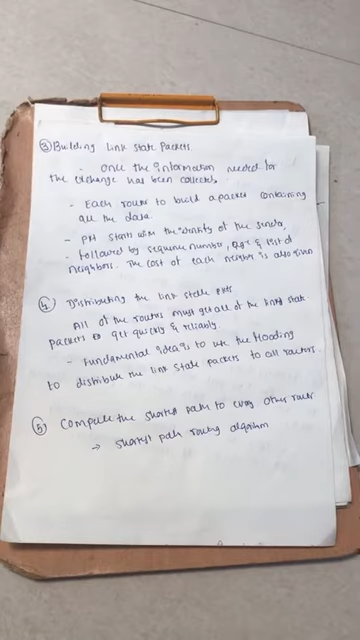 ③ Building Link State Packets.
- Once the information needed for
the exchange has been collected,
- Each router to build a packet containing
all the data.
- Pkt starts with the identity of the sender,
- followed by sequence number, age & list of
neighbors. The cost of each neighbor is also given
④ Distributing the link state pkts
All of the routers must get all of the link state
packets get quickly & reliably.
- Fundamental idea is to use the flooding
to distribute the link state packets to all routers.
⑤ Compute the shortest path to every other router
→ shortest path routing algorithm